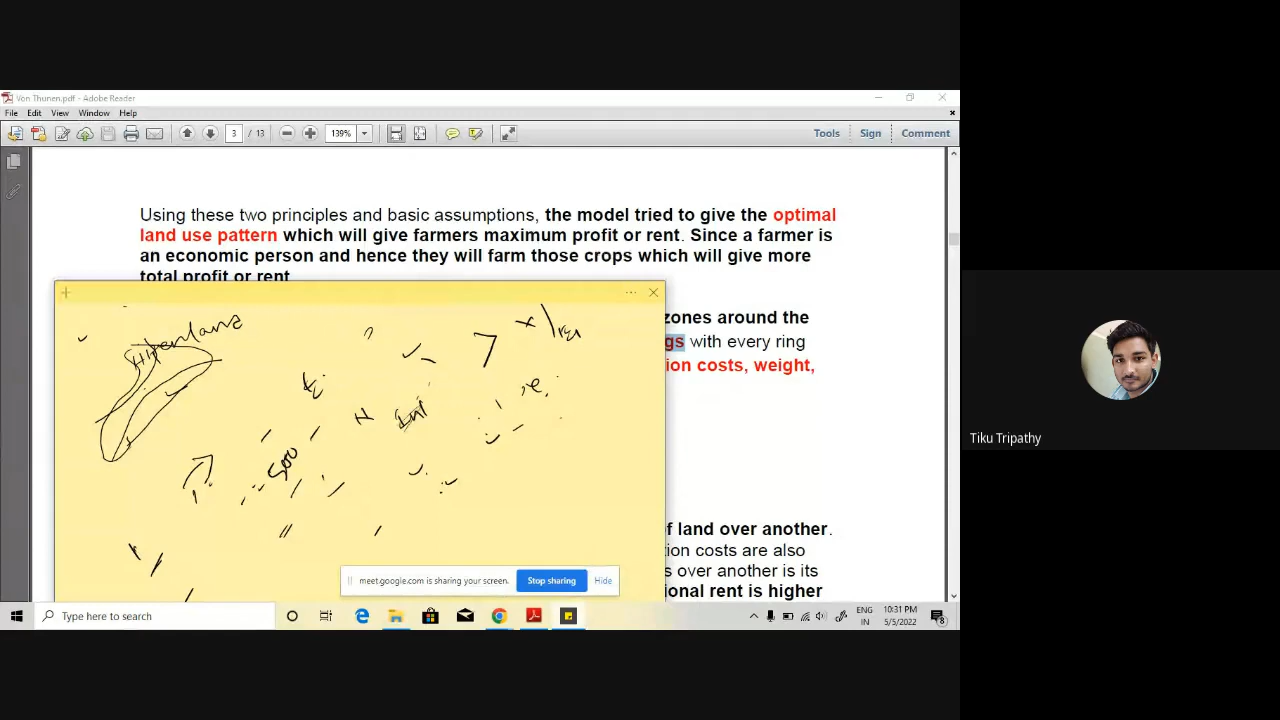 Von Thunen.pdf - Adobe Reader
File Edit View Window Help
3 / 13 139% Tools Sign Comment
Using these two principles and basic assumptions, the model tried to give the optimal
land use pattern which will give farmers maximum profit or rent. Since a farmer is
an economic person and hence they will farm those crops which will give more
total profit or rent
zones around the
gs with every ring
ion costs, weight,
500
of land over another.
tion costs are also
s over another is its
ional rent is higher
meet.google.com is sharing your screen. Stop sharing Hide
Tiku Tripathy
Type here to search
ENG 10:31 PM
IN 5/5/2022 8